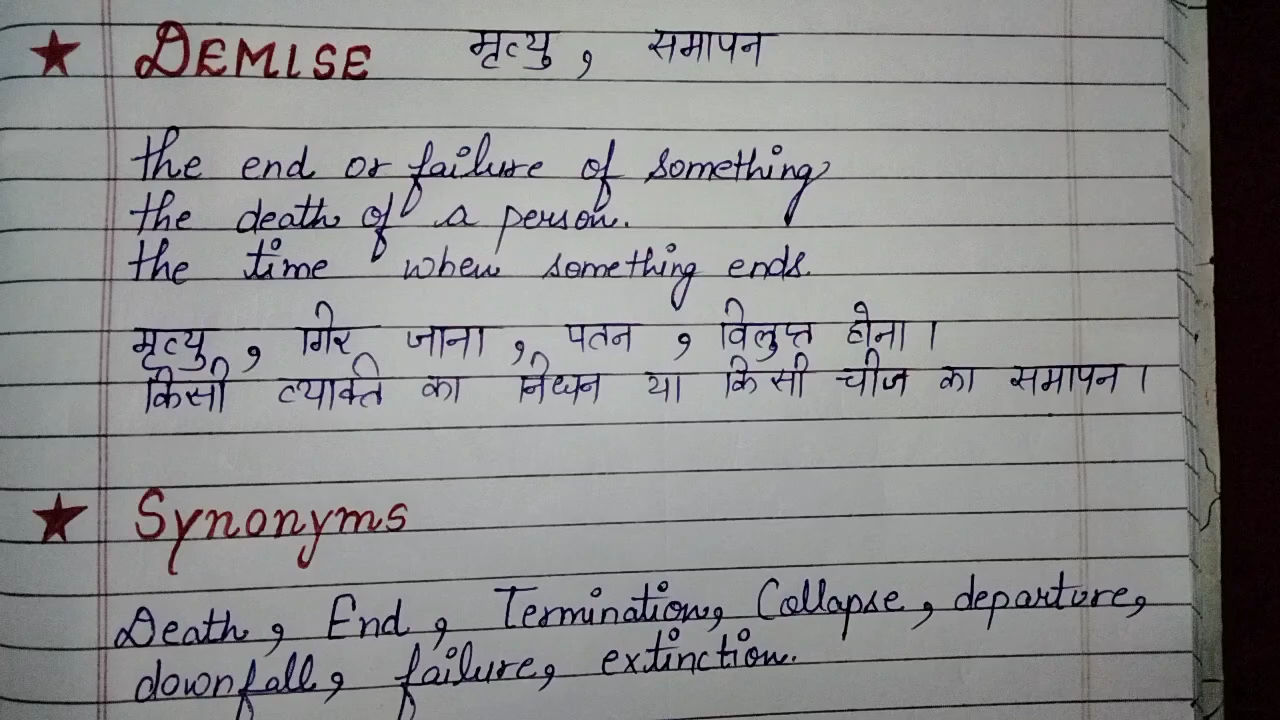 ★ DEMISE मृत्यु, समापन
the end or failure of something,
the death of a person.
the time when something ends.
मृत्यु, गिर जाना, पतन, विलुप्त होना।
किसी व्यक्ति का निधन या किसी चीज का समापन।
★ Synonyms
Death, End, Termination, Collapse, departure,
downfall, failure, extinction.